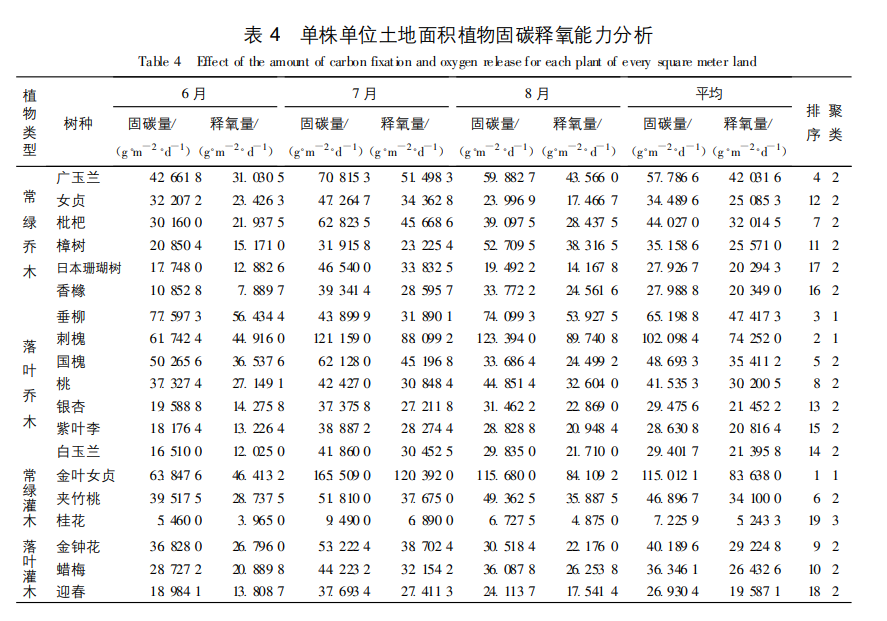 表 4 单株单位土地面积植物固碳释氧能力分析
Table 4 Effect of the amount of carbon fixation and oxygen release for each plant of every square meter land
植物类型 树种 6 月 7 月 8 月 平均 排序 聚类
固碳量/ 释氧量/ 固碳量/ 释氧量/ 固碳量/ 释氧量/ 固碳量/ 释氧量/
(g·m−2·d−1) (g·m−2·d−1) (g·m−2·d−1) (g·m−2·d−1) (g·m−2·d−1) (g·m−2·d−1) (g·m−2·d−1) (g·m−2·d−1)
常绿乔木
广玉兰 42.661 8 31.030 5 70.815 3 51.498 3 59.882 7 43.566 0 57.786 6 42.031 6 4 2
女贞 32.207 2 23.426 3 47.264 7 34.362 8 23.996 9 17.466 7 34.489 6 25.085 3 12 2
枇杷 30.160 0 21.937 5 62.823 5 45.668 6 39.097 5 28.437 5 44.027 0 32.014 5 7 2
樟树 20.850 4 15.171 0 31.915 8 23.225 4 52.709 5 38.316 5 35.158 6 25.571 0 11 2
日本珊瑚树 17.748 0 12.882 6 46.540 0 33.832 5 19.492 2 14.167 8 27.926 7 20.294 3 17 2
香橼 10.852 8 7.889 7 39.341 4 28.595 7 33.772 2 24.561 6 27.988 8 20.349 0 16 2
落叶乔木
垂柳 77.597 3 56.434 4 43.899 9 31.890 1 74.099 3 53.927 5 65.198 8 47.417 3 3 1
刺槐 61.742 4 44.916 0 121.159 0 88.099 2 123.394 0 89.740 8 102.098 4 74.252 0 2 1
国槐 50.265 6 36.537 6 62.128 0 45.196 8 33.686 4 24.499 2 48.693 3 35.411 2 5 2
桃 37.327 4 27.149 1 42.427 0 30.848 4 44.851 4 32.604 0 41.535 3 30.200 5 8 2
银杏 19.588 8 14.275 8 37.375 8 27.211 8 31.462 2 22.869 0 29.475 6 21.452 2 13 2
紫叶李 18.176 4 13.226 4 38.887 2 28.274 4 28.828 8 20.948 4 28.630 8 20.816 4 15 2
白玉兰 16.510 0 12.025 0 41.860 0 30.452 5 29.835 0 21.710 0 29.401 7 21.395 8 14 2
常绿灌木
金叶女贞 63.847 6 46.413 2 165.509 0 120.392 0 115.680 0 84.109 2 115.012 1 83.638 0 1 1
夹竹桃 39.517 5 28.737 5 51.810 0 37.675 0 49.362 5 35.887 5 46.896 7 34.100 0 6 2
桂花 5.460 0 3.965 0 9.490 0 6.890 0 6.727 5 4.875 0 7.225 9 5.243 3 19 3
落叶灌木
金钟花 36.828 0 26.796 0 53.222 4 38.702 4 30.518 4 22.176 0 40.189 6 29.224 8 9 2
蜡梅 28.727 2 20.889 8 44.223 2 32.154 2 36.087 8 26.253 8 36.346 1 26.432 6 10 2
迎春 18.984 1 13.808 7 37.693 4 27.411 3 24.113 7 17.541 4 26.930 4 19.587 1 18 2